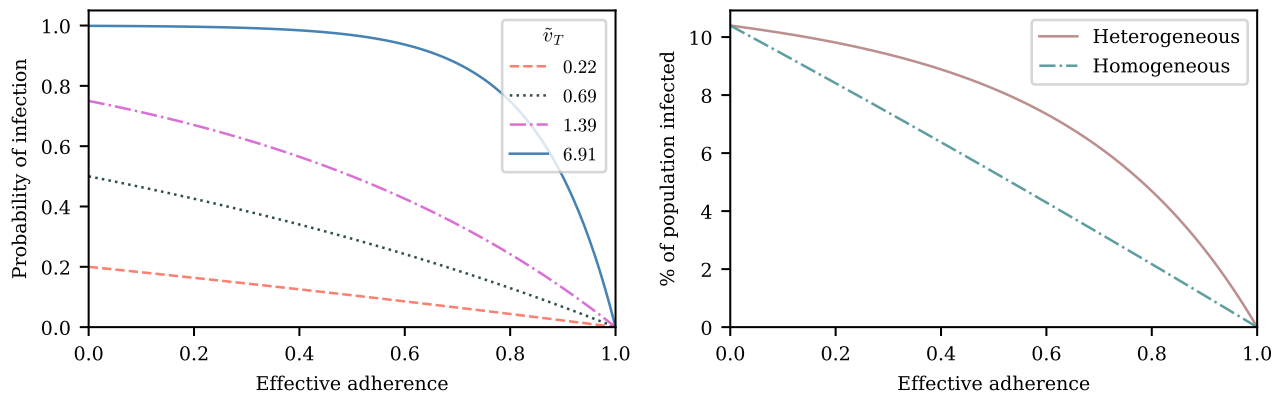 Probability of infection
1.0
0.8
0.6
0.4
0.2
0.0
0.0 0.2 0.4 0.6 0.8 1.0
Effective adherence
ṽ_T
0.22
0.69
1.39
6.91
% of population infected
10
8
6
4
2
0
0.0 0.2 0.4 0.6 0.8 1.0
Effective adherence
Heterogeneous
Homogeneous